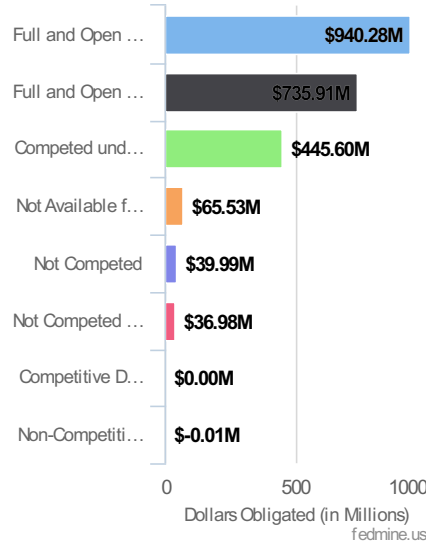 Full and Open ... $940.28M
Full and Open ... $735.91M
Competed und... $445.60M
Not Available f... $65.53M
Not Competed $39.99M
Not Competed ... $36.98M
Competitive D... $0.00M
Non-Competiti... $-0.01M
0 500 1000
Dollars Obligated (in Millions)
fedmine.us